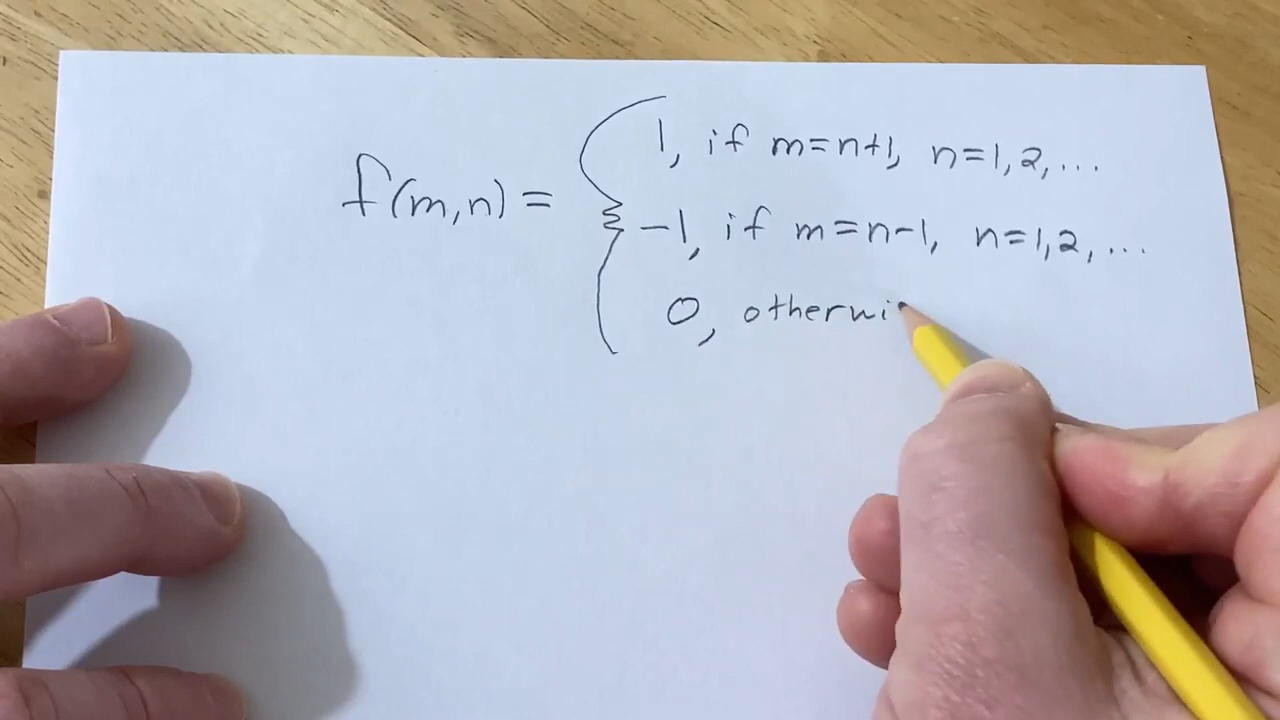 1, if m=n+1, n=1,2,...
f(m,n) = { -1, if m=n-1, n=1,2,...
0, otherwi